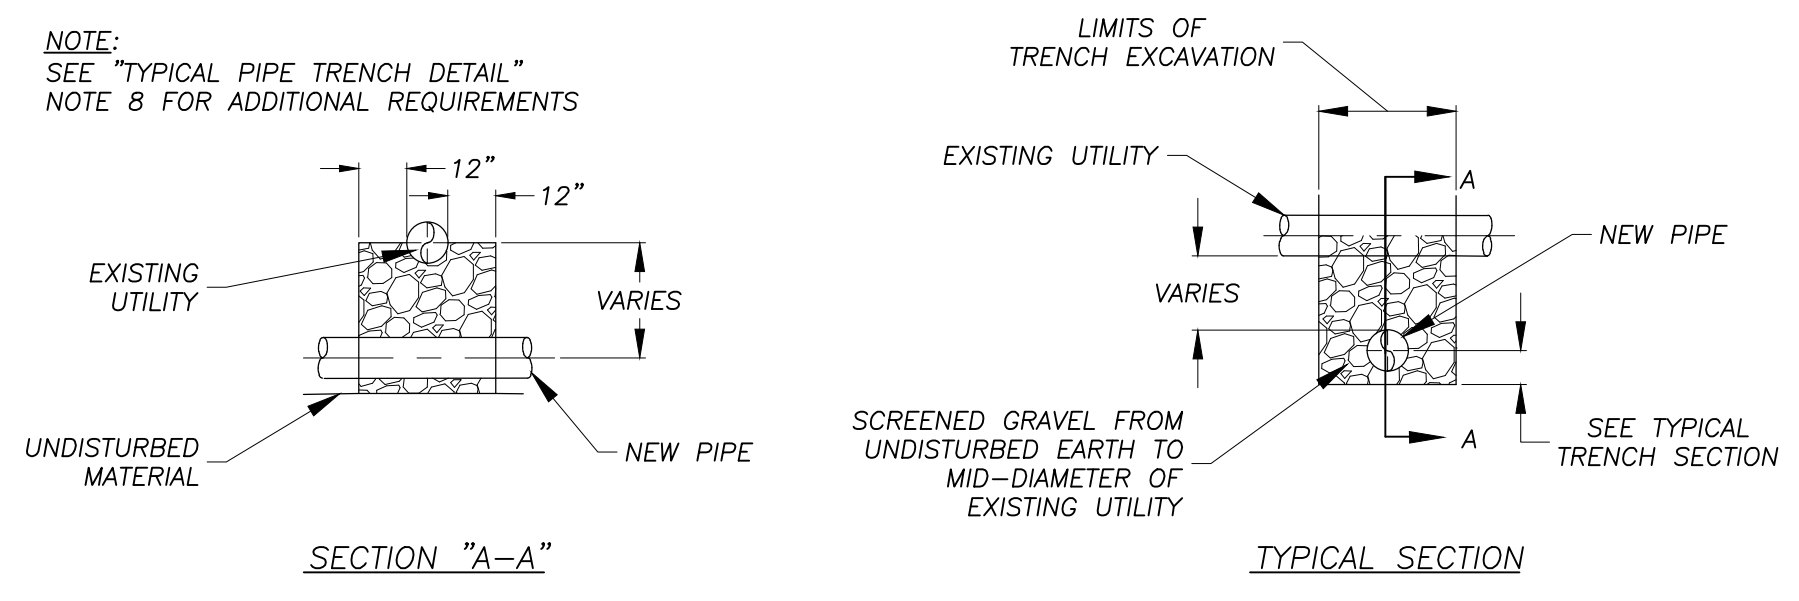 NOTE:
SEE "TYPICAL PIPE TRENCH DETAIL"
NOTE 8 FOR ADDITIONAL REQUIREMENTS
12"
12"
EXISTING
UTILITY
VARIES
UNDISTURBED
MATERIAL
NEW PIPE
SECTION "A-A"
LIMITS OF
TRENCH EXCAVATION
EXISTING UTILITY
A
NEW PIPE
VARIES
SCREENED GRAVEL FROM
UNDISTURBED EARTH TO
MID-DIAMETER OF
EXISTING UTILITY
A
SEE TYPICAL
TRENCH SECTION
TYPICAL SECTION